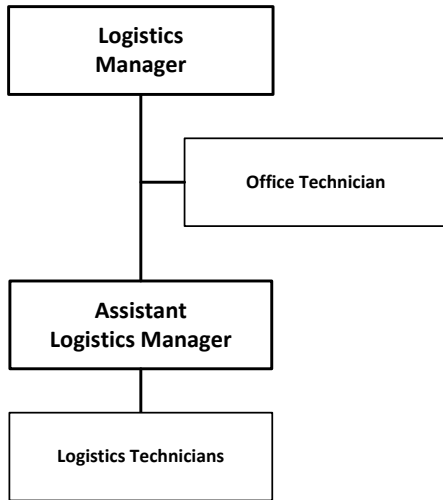 Logistics
Manager
Office Technician
Assistant
Logistics Manager
Logistics Technicians